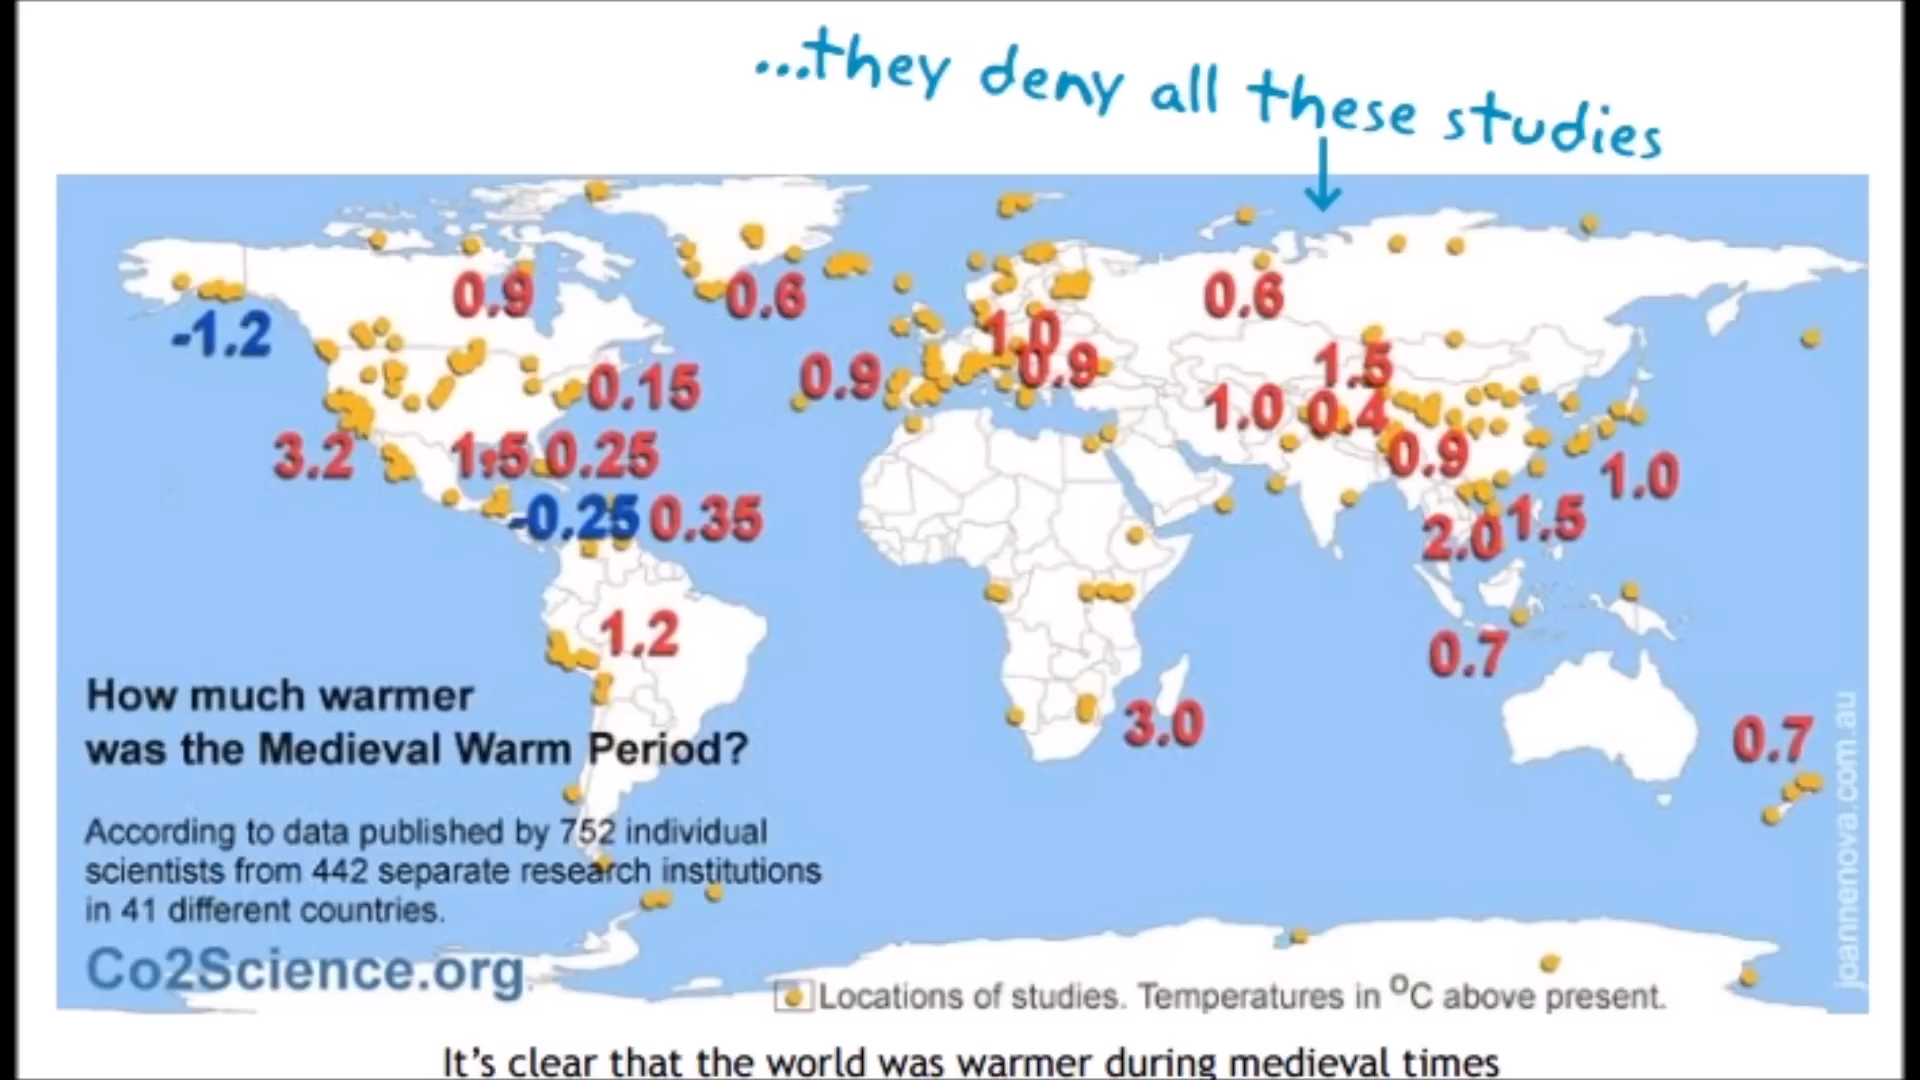 ...they deny all these studies
0.9
0.6
0.6
-1.2
1.0
0.9
0.9
1.5
0.15
1.0
0.4
3.2
1.5
0.25
0.9
1.0
-0.25
0.35
2.0
1.5
1.2
0.7
3.0
0.7
How much warmer
was the Medieval Warm Period?
According to data published by 752 individual
scientists from 442 separate research institutions
in 41 different countries.
Co2Science.org
Locations of studies. Temperatures in °C above present.
joannenova.com.au
It's clear that the world was warmer during medieval times